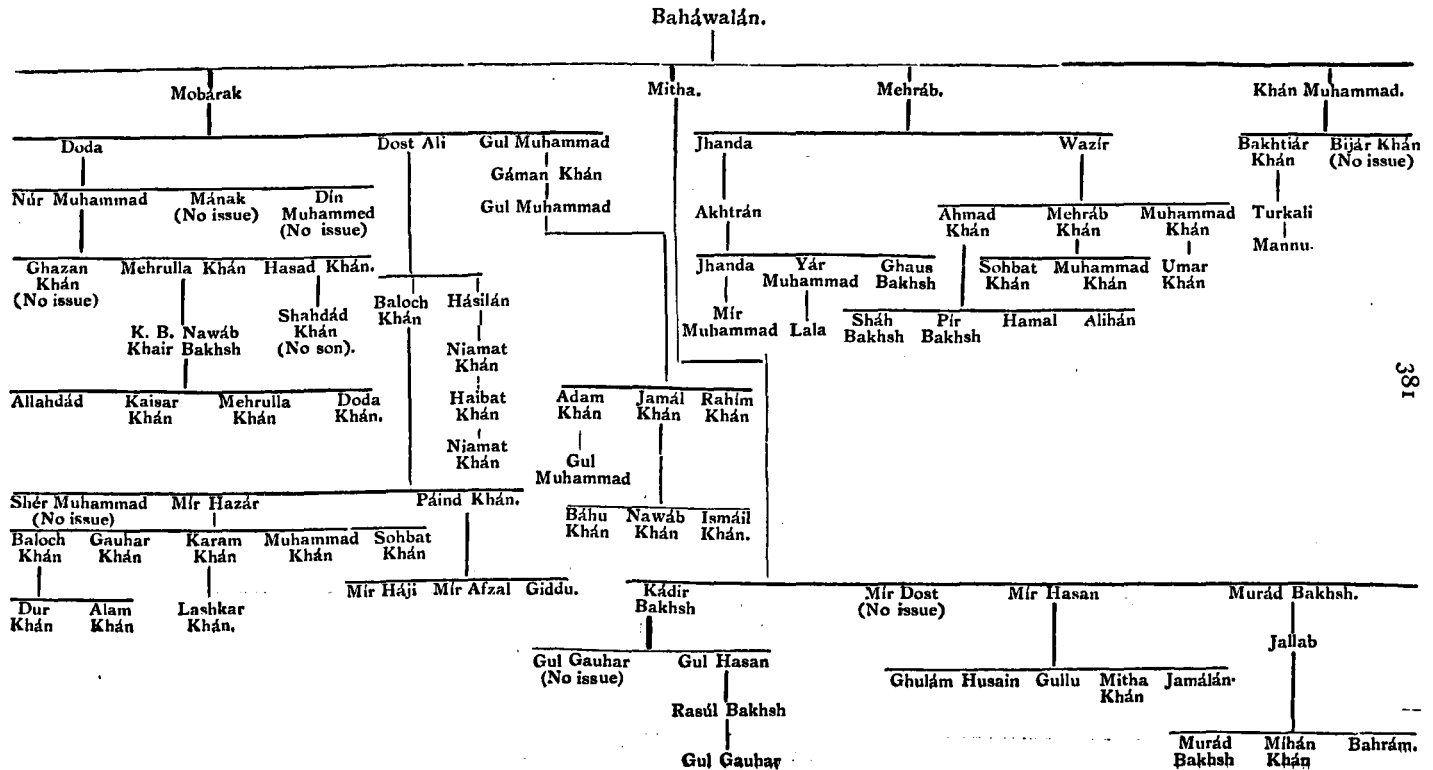 Baháwalán.
Mobárak Mitha. Mehráb. Khán Muhammad.
Doda Dost Ali Gul Muhammad Jhanda Wazír Bakhtiár Bijár Khán
Khán (No issue)
Gáman Khán
Núr Muhammad Mának Dín
(No issue) Muhammed
(No issue)
Gul Muhammad
Akhtrán Ahmad Mehráb Muhammad Turkali
Khán Khán Khán
Mannu.
Ghazan Mehrulla Khán Hasad Khán.
Khán
(No issue)
Jhanda Yár Ghaus Sohbat Muhammad Umar
Muhammad Bakhsh Khán Khán Khán
Baloch Hásilán
Khán
Shahdád
Khán
(No son).
Mír Lala
Muhammad
Sháh Pír Hamal Alihán
Bakhsh Bakhsh
K. B. Nawáb
Khair Bakhsh
Niamat
Khán
381
Allahdád Kaisar Mehrulla Doda
Khán Khán Khán.
Haibat
Khán
Adam Jamál Rahím
Khán Khán Khán
Niamat
Khán
Gul
Muhammad
Shér Muhammad Mír Hazár Páind Khán.
(No issue)
Báhu Nawáb Ismáil
Khán Khán Khán.
Baloch Gauhar Karam Muhammad Sohbat
Khán Khán Khán Khán Khán
Mír Háji Mír Afzal Giddu.
Kádir Mír Dost Mír Hasan Murád Bakhsh.
Bakhsh (No issue)
Dur Alam Lashkar
Khán Khán Khán.
Jallab
Gul Gauhar Gul Hasan
(No issue)
Ghulám Husain Gullu Mitha Jamálán.
Khán
Rasúl Bakhsh
Gul Gauhar
Murád Mihán Bahrám.
Bakhsh Khán